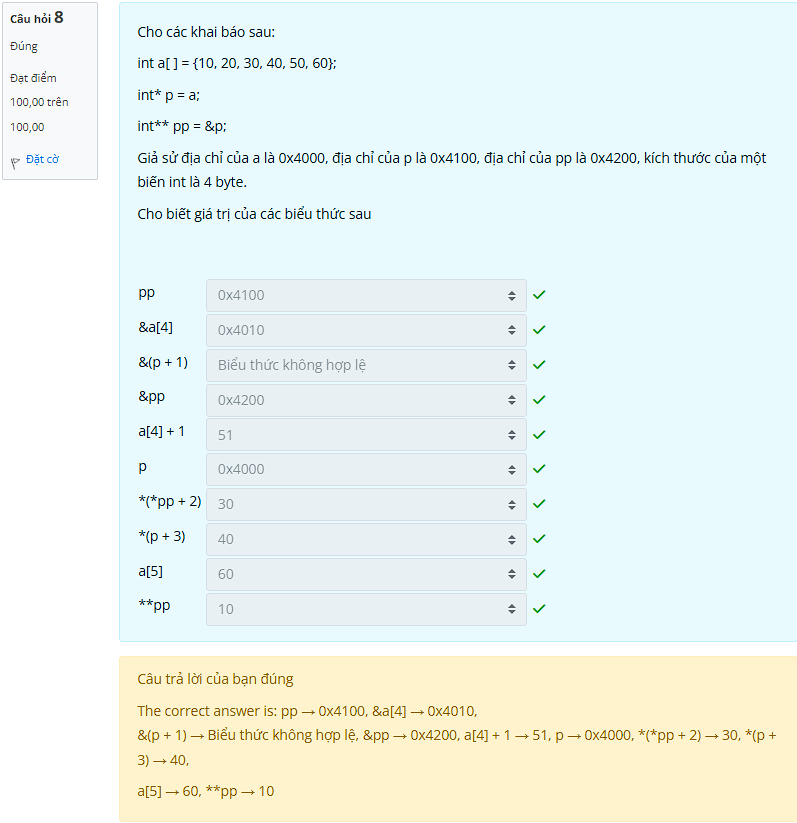 Câu hỏi 8
Đúng
Đạt điểm
100,00 trên
100,00
Đặt cờ
Cho các khai báo sau:
int a[ ] = {10, 20, 30, 40, 50, 60};
int* p = a;
int** pp = &p;
Giả sử địa chỉ của a là 0x4000, địa chỉ của p là 0x4100, địa chỉ của pp là 0x4200, kích thước của một
biến int là 4 byte.
Cho biết giá trị của các biểu thức sau
pp 0x4100
&a[4] 0x4010
&(p + 1) Biểu thức không hợp lệ
&pp 0x4200
a[4] + 1 51
p 0x4000
*(*pp + 2) 30
*(p + 3) 40
a[5] 60
**pp 10
Câu trả lời của bạn đúng
The correct answer is: pp → 0x4100, &a[4] → 0x4010,
&(p + 1) → Biểu thức không hợp lệ, &pp → 0x4200, a[4] + 1 → 51, p → 0x4000, *(*pp + 2) → 30, *(p +
3) → 40,
a[5] → 60, **pp → 10